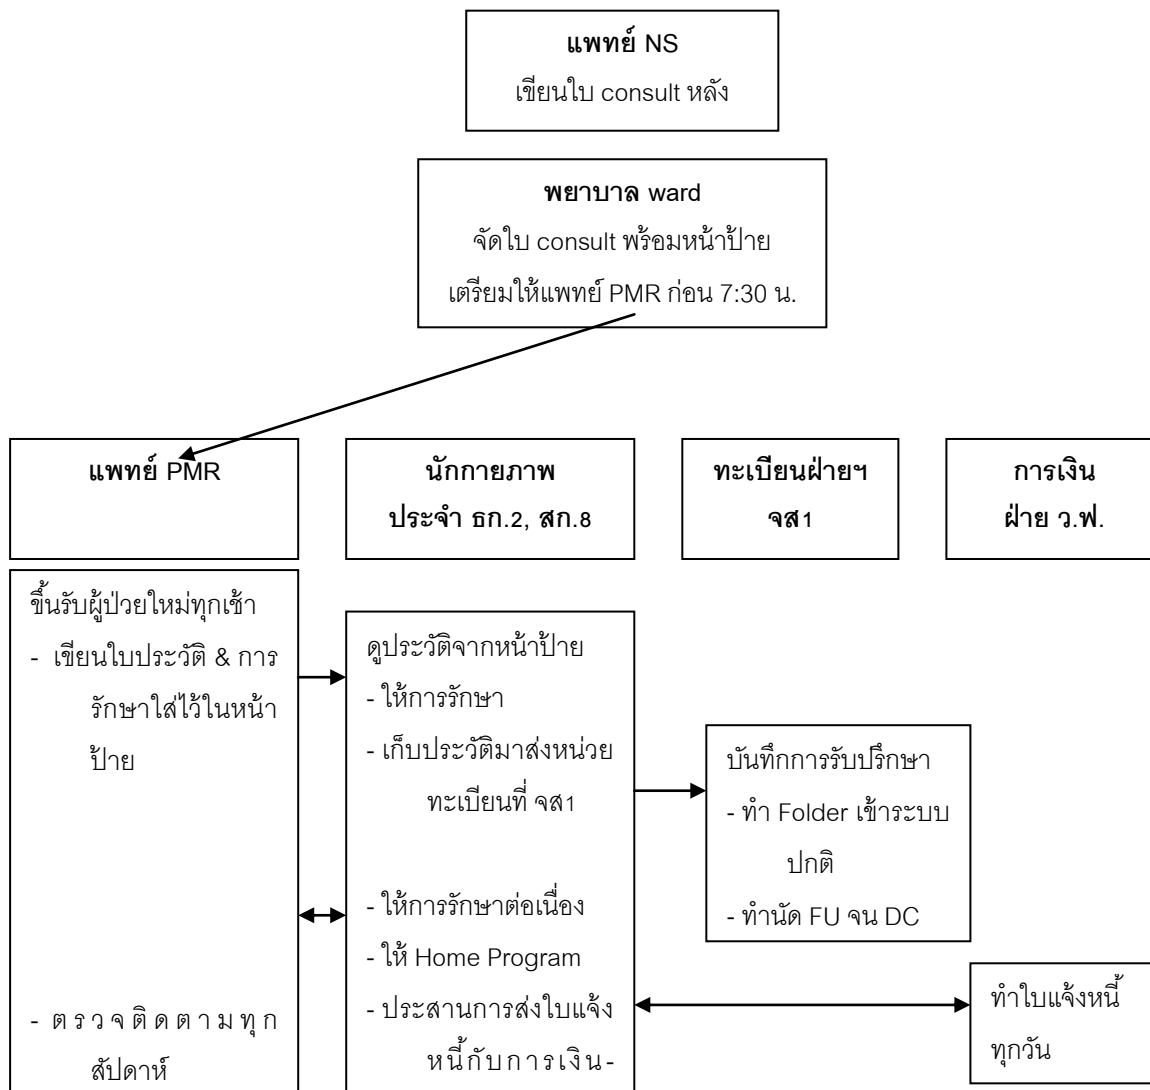 แพทย์ NS
เขียนใบ consult หลัง
พยาบาล ward
จัดใบ consult พร้อมหน้าป้าย
เตรียมให้แพทย์ PMR ก่อน 7:30 น.
แพทย์ PMR
นักกายภาพ
ประจำ ธก.2, สก.8
ทะเบียนฝ่ายฯ
จส1
การเงิน
ฝ่าย ว.ฟ.
ขึ้นรับผู้ป่วยใหม่ทุกเช้า
- เขียนใบประวัติ & การ
รักษาใส่ไว้ในหน้า
ป้าย
- ตรวจติดตามทุก
สัปดาห์
ดูประวัติจากหน้าป้าย
- ให้การรักษา
- เก็บประวัติมาส่งหน่วย
ทะเบียนที่ จส1
- ให้การรักษาต่อเนื่อง
- ให้ Home Program
- ประสานการส่งใบแจ้ง
หนี้กับการเงิน-
บันทึกการรับปรึกษา
- ทำ Folder เข้าระบบ
ปกติ
- ทำนัด FU จน DC
ทำใบแจ้งหนี้
ทุกวัน